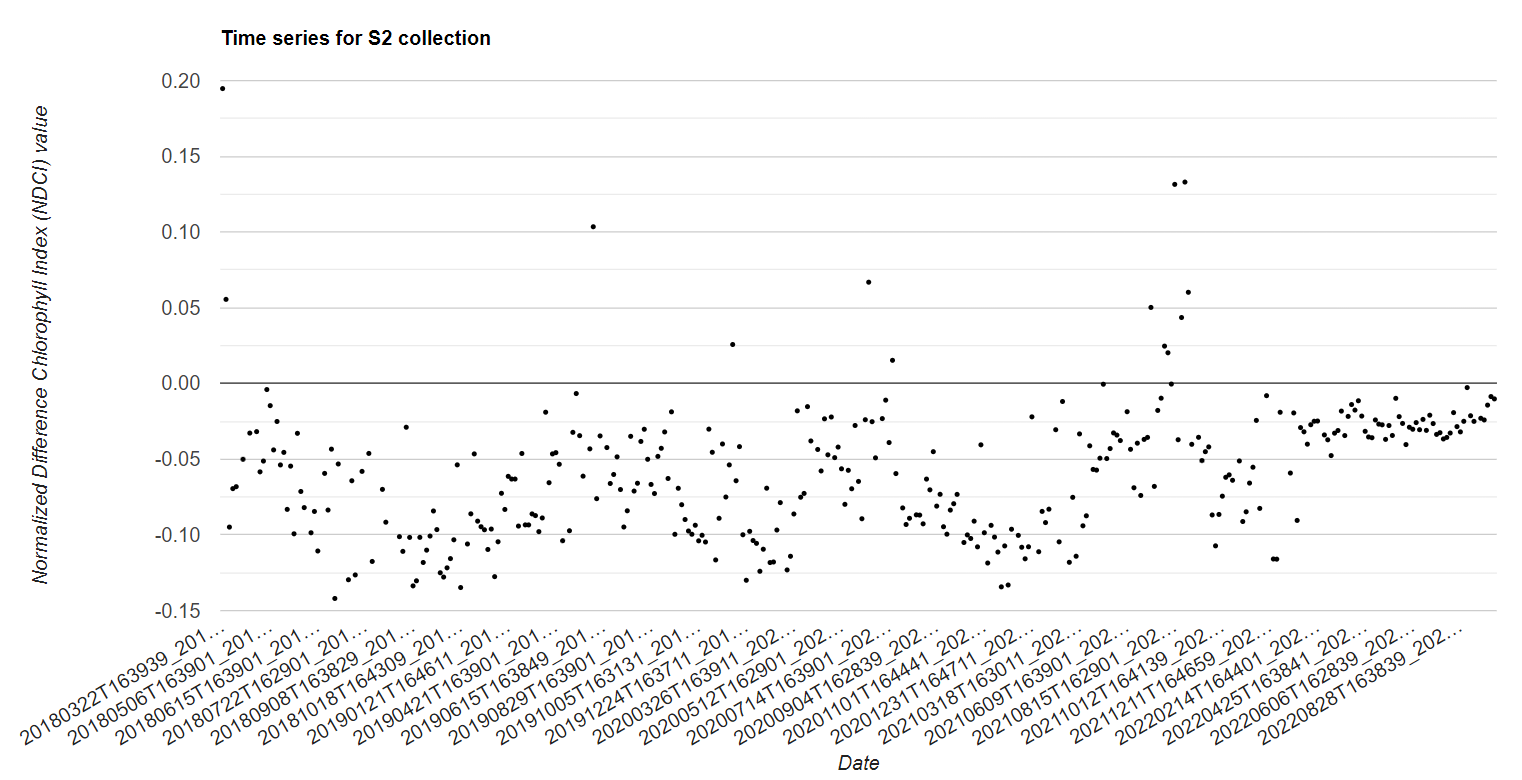 Time series for S2 collection
Normalized Difference Chlorophyll Index (NDCI) value
0.20
0.15
0.10
0.05
0.00
-0.05
-0.10
-0.15
20180322T163939_201…
20180506T163901_201…
20180615T163901_201…
20180722T162901_201…
20180908T163829_201…
20181018T164309_201…
20190121T164611_201…
20190421T163901_201…
20190615T163849_201…
20190829T163901_201…
20191005T163131_201…
20191224T163711_201…
20200326T163911_202…
20200512T162901_202…
20200714T163901_202…
20200904T162839_202…
20201101T164441_202…
20201231T164711_202…
20210318T163011_202…
20210609T163901_202…
20210815T162901_202…
20211012T164139_202…
20211121T164659_202…
20220214T164401_202…
20220425T163841_202…
20220606T162839_202…
20220828T163839_202…
Date